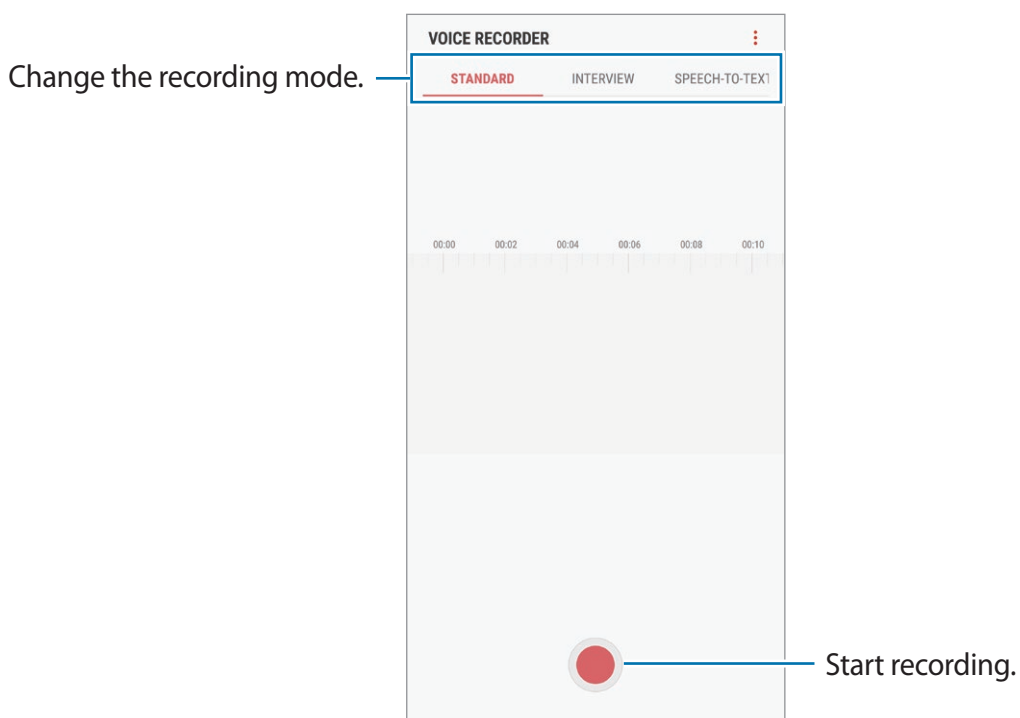 VOICE RECORDER
Change the recording mode.
STANDARD INTERVIEW SPEECH-TO-TEXT
00:00 00:02 00:04 00:06 00:08 00:10
Start recording.